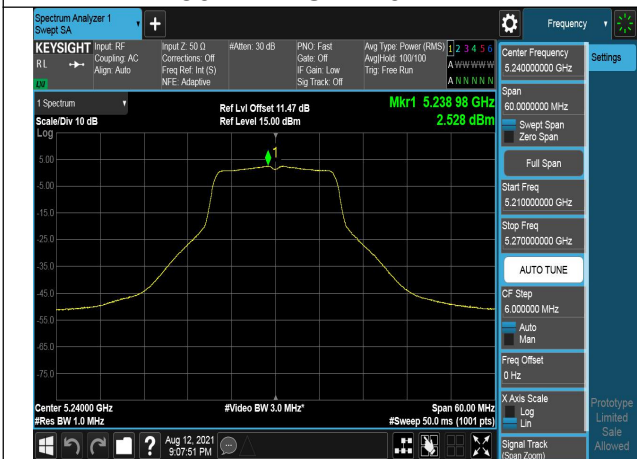 Spectrum Analyzer 1
Swept SA
+
Frequency
KEYSIGHT
RL
Input: RF
Coupling: AC
Align: Auto
Input Z: 50 Ω
Corrections: Off
Freq Ref: Int (S)
NFE: Adaptive
#Atten: 30 dB
PNO: Fast
Gate: Off
IF Gain: Low
Sig Track: Off
Avg Type: Power (RMS)
Avg|Hold: 100/100
Trig: Free Run
1 2 3 4 5 6
A W W W W W
A N N N N N
LW
1 Spectrum
Scale/Div 10 dB
Ref Lvl Offset 11.47 dB
Ref Level 15.00 dBm
Mkr1 5.238 98 GHz
2.528 dBm
Log
1
5.00
-5.00
-15.0
-25.0
-35.0
-45.0
-55.0
-65.0
-75.0
Center 5.24000 GHz
#Res BW 1.0 MHz
#Video BW 3.0 MHz*
Span 60.00 MHz
#Sweep 50.0 ms (1001 pts)
Aug 12, 2021
9:07:51 PM
?
Center Frequency
5.240000000 GHz
Settings
Span
60.0000000 MHz
Swept Span
Zero Span
Full Span
Start Freq
5.210000000 GHz
Stop Freq
5.270000000 GHz
AUTO TUNE
CF Step
6.000000 MHz
Auto
Man
Freq Offset
0 Hz
X Axis Scale
Log
Lin
Signal Track
(Span Zoom)
Prototype
Limited
Sale
Allowed